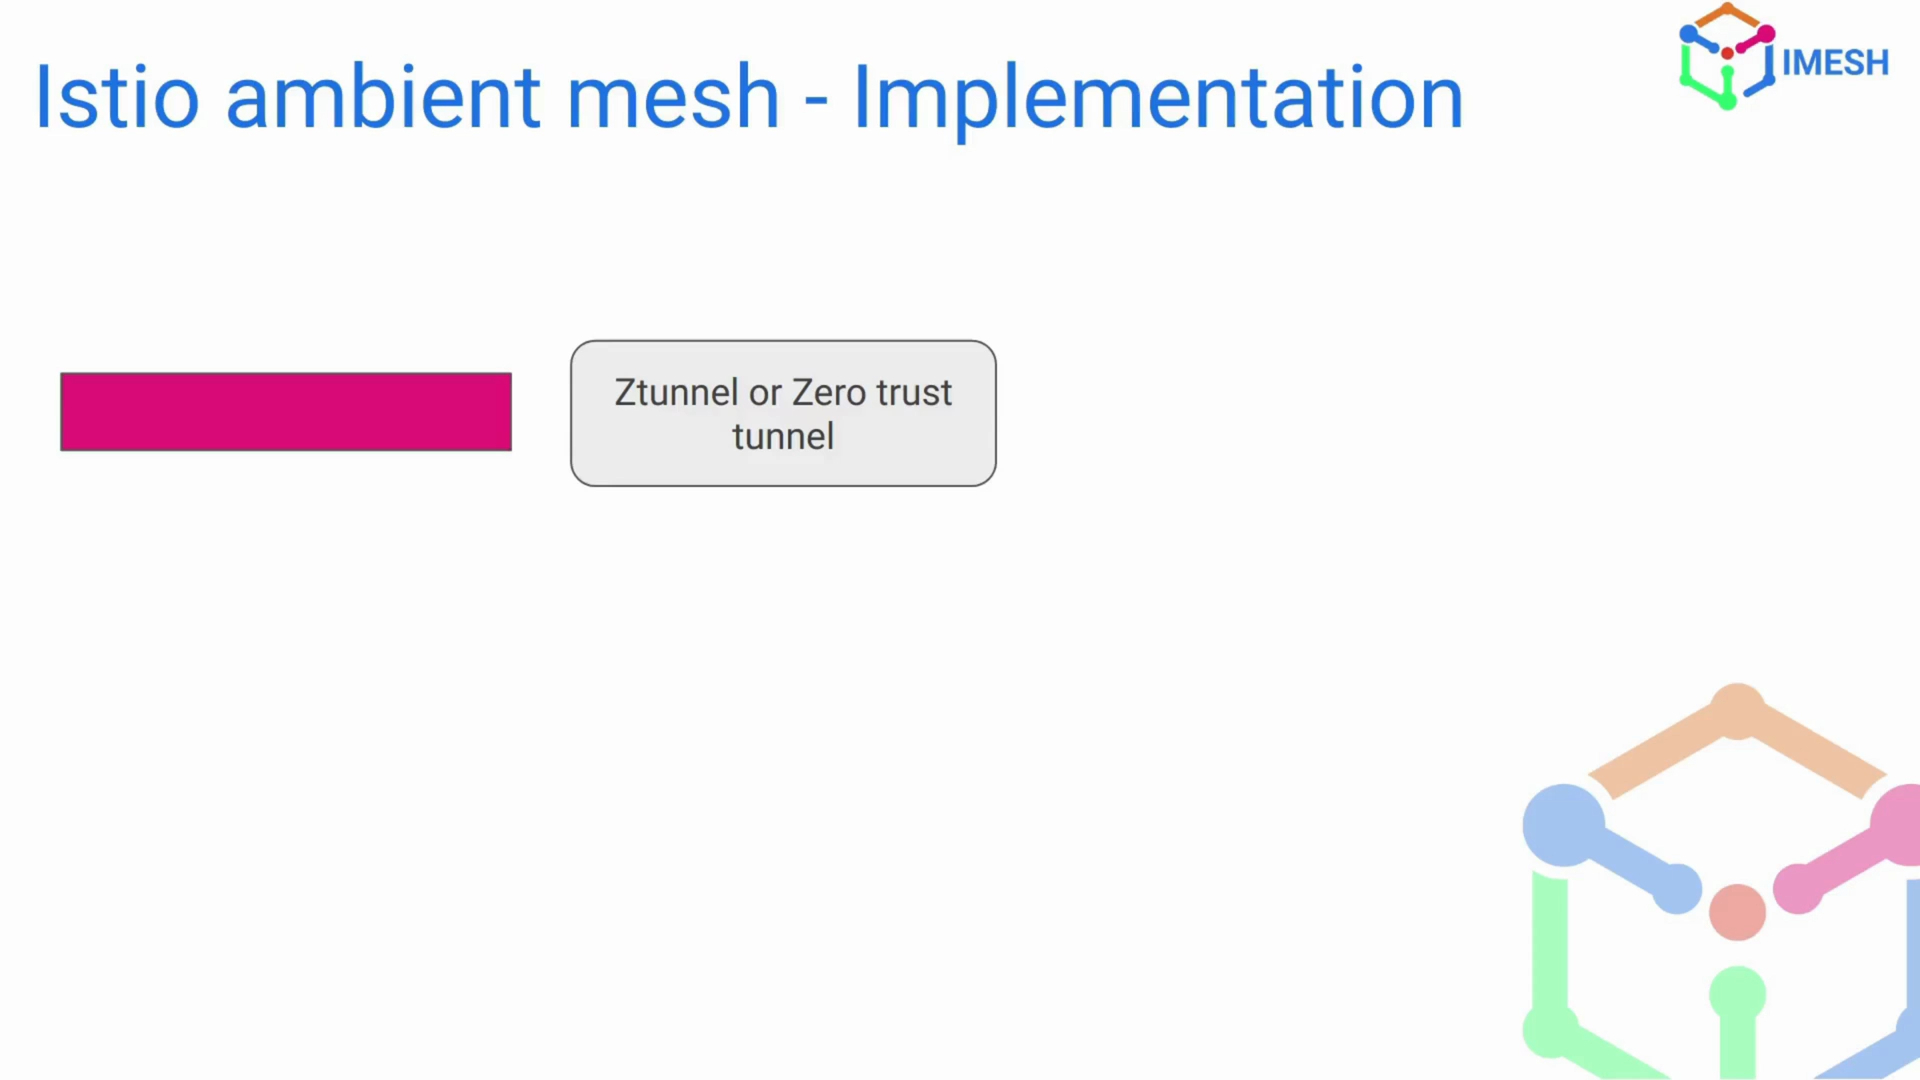 Istio ambient mesh - Implementation
IMESH
Ztunnel or Zero trust
tunnel